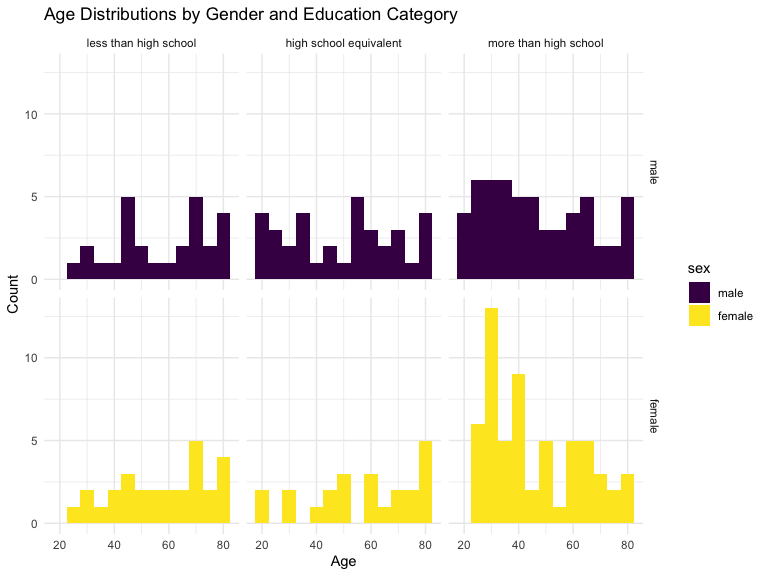 Age Distributions by Gender and Education Category
less than high school high school equivalent more than high school
10
5
0
male
10
5
0
female
Count
20 40 60 80 20 40 60 80 20 40 60 80
Age
sex
male
female